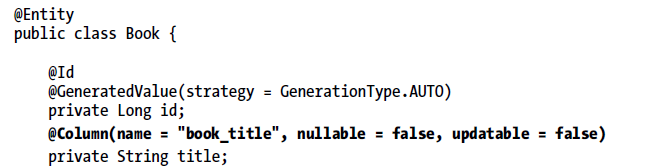 @Entity
public class Book {
@Id
@GeneratedValue(strategy = GenerationType.AUTO)
private Long id;
@Column(name = "book_title", nullable = false, updatable = false)
private String title;